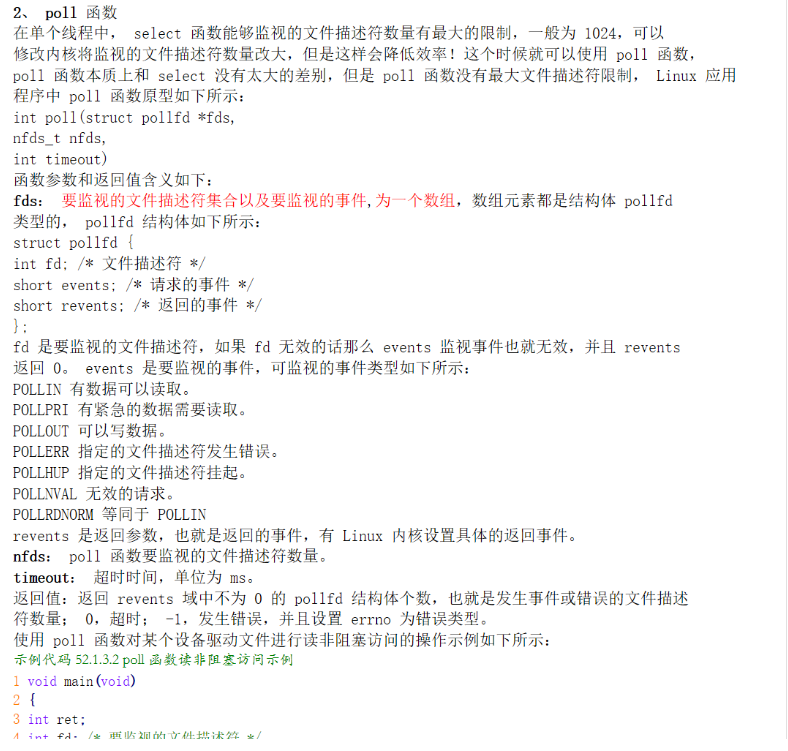 2、 poll 函数
在单个线程中， select 函数能够监视的文件描述符数量有最大的限制，一般为 1024，可以
修改内核将监视的文件描述符数量改大，但是这样会降低效率！这个时候就可以使用 poll 函数，
poll 函数本质上和 select 没有太大的差别，但是 poll 函数没有最大文件描述符限制， Linux 应用
程序中 poll 函数原型如下所示：
int poll(struct pollfd *fds,
nfds_t nfds,
int timeout)
函数参数和返回值含义如下：
fds： 要监视的文件描述符集合以及要监视的事件,为一个数组，数组元素都是结构体 pollfd
类型的， pollfd 结构体如下所示：
struct pollfd {
int fd; /* 文件描述符 */
short events; /* 请求的事件 */
short revents; /* 返回的事件 */
};
fd 是要监视的文件描述符，如果 fd 无效的话那么 events 监视事件也就无效，并且 revents
返回 0。 events 是要监视的事件，可监视的事件类型如下所示：
POLLIN 有数据可以读取。
POLLPRI 有紧急的数据需要读取。
POLLOUT 可以写数据。
POLLERR 指定的文件描述符发生错误。
POLLHUP 指定的文件描述符挂起。
POLLNVAL 无效的请求。
POLLRDNORM 等同于 POLLIN
revents 是返回参数，也就是返回的事件，有 Linux 内核设置具体的返回事件。
nfds： poll 函数要监视的文件描述符数量。
timeout： 超时时间，单位为 ms。
返回值：返回 revents 域中不为 0 的 pollfd 结构体个数，也就是发生事件或错误的文件描述
符数量； 0，超时； -1，发生错误，并且设置 errno 为错误类型。
使用 poll 函数对某个设备驱动文件进行读非阻塞访问的操作示例如下所示：
示例代码 52.1.3.2 poll 函数读非阻塞访问示例
1 void main(void)
2 {
3 int ret;
4 int fd; /* 要监视的文件描述符 */